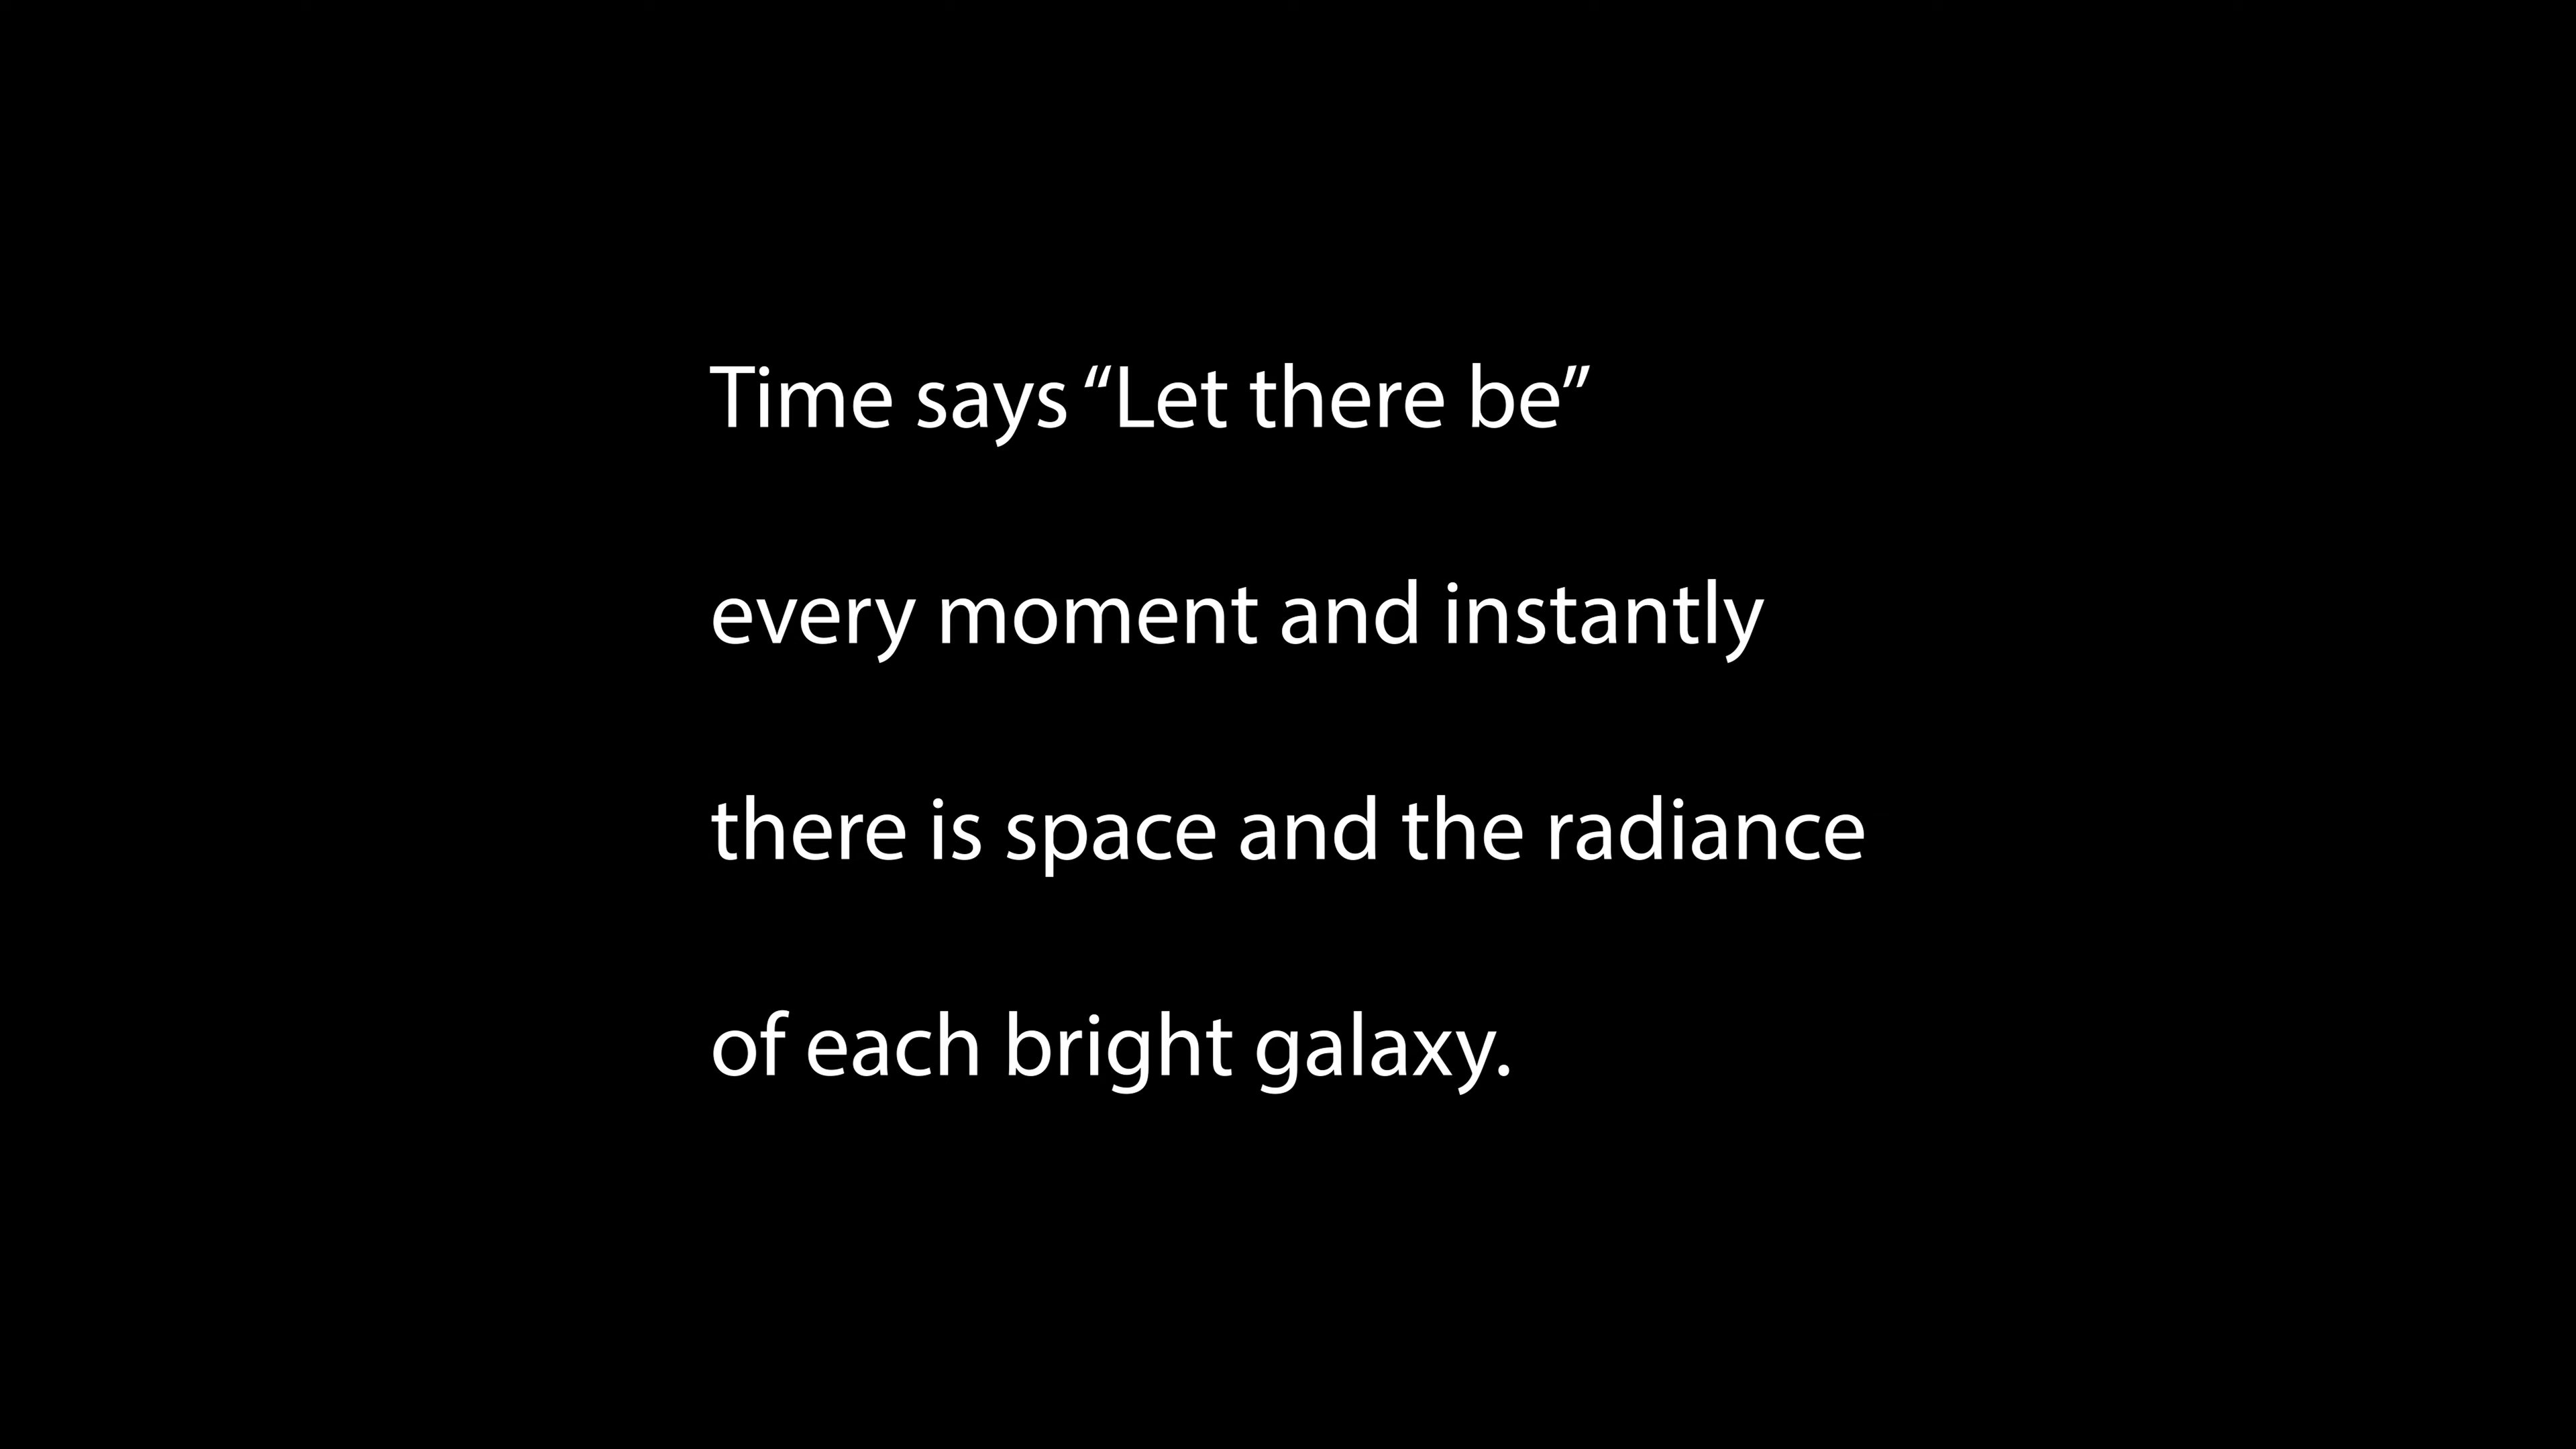 Time says “Let there be”
every moment and instantly
there is space and the radiance
of each bright galaxy.